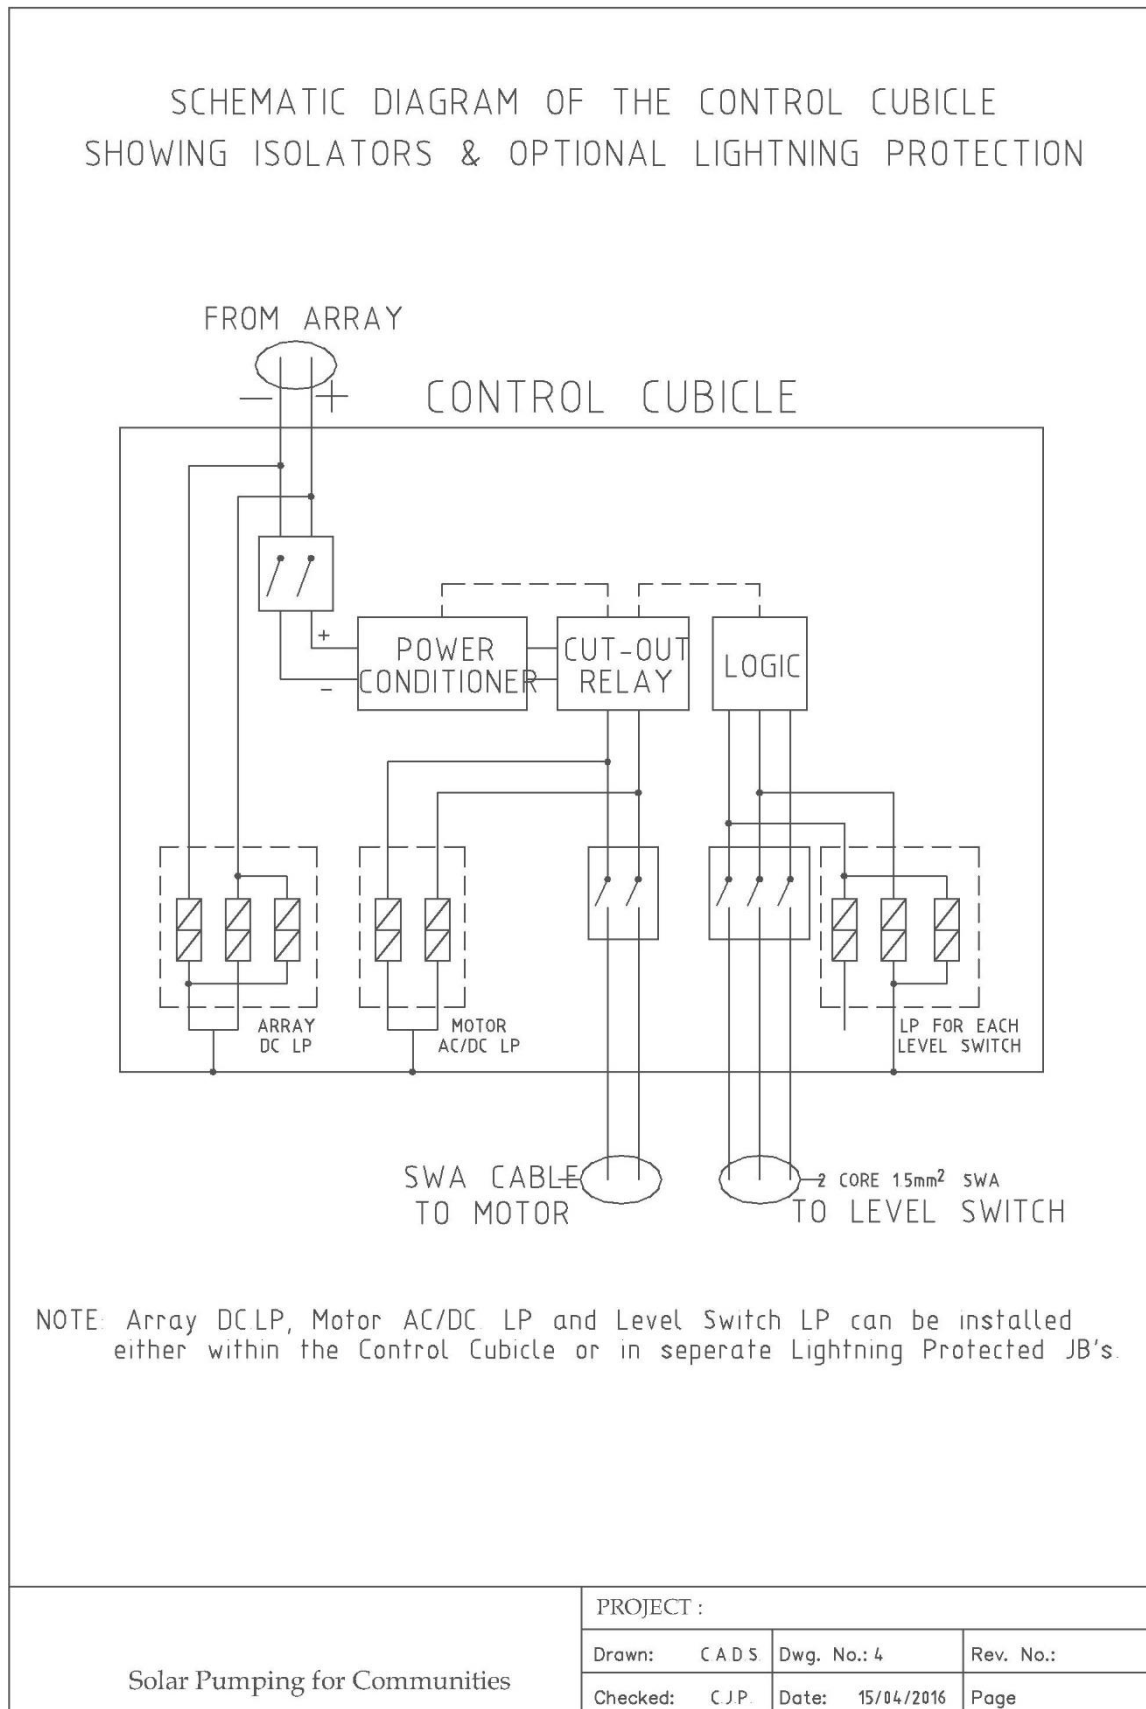 SCHEMATIC DIAGRAM OF THE CONTROL CUBICLE
SHOWING ISOLATORS & OPTIONAL LIGHTNING PROTECTION
FROM ARRAY
– +
CONTROL CUBICLE
+
–
POWER
CONDITIONER
CUT-OUT
RELAY
LOGIC
ARRAY
DC LP
MOTOR
AC/DC LP
LP FOR EACH
LEVEL SWITCH
SWA CABLE
TO MOTOR
2 CORE 1.5mm² SWA
TO LEVEL SWITCH
NOTE: Array DC.LP, Motor AC/DC. LP and Level Switch LP can be installed
either within the Control Cubicle or in seperate Lightning Protected JB's.
Solar Pumping for Communities
PROJECT :
Drawn: C.A.D.S. Dwg. No.: 4 Rev. No.:
Checked: C.J.P. Date: 15/04/2016 Page